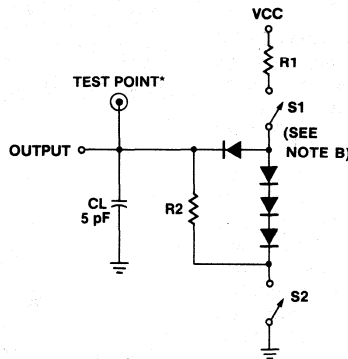 VCC
R1
TEST POINT*
S1
(SEE
NOTE B)
OUTPUT
CL
5 pF
R2
S2